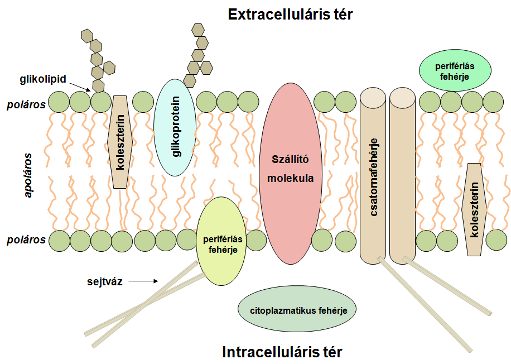 Extracelluláris tér
glikolipid
perifériás
fehérje
poláros
koleszterin
glikoprotein
Szállító
molekula
csatornafehérje
apoláros
koleszterin
poláros
perifériás
fehérje
sejtváz
citoplazmatikus fehérje
Intracelluláris tér